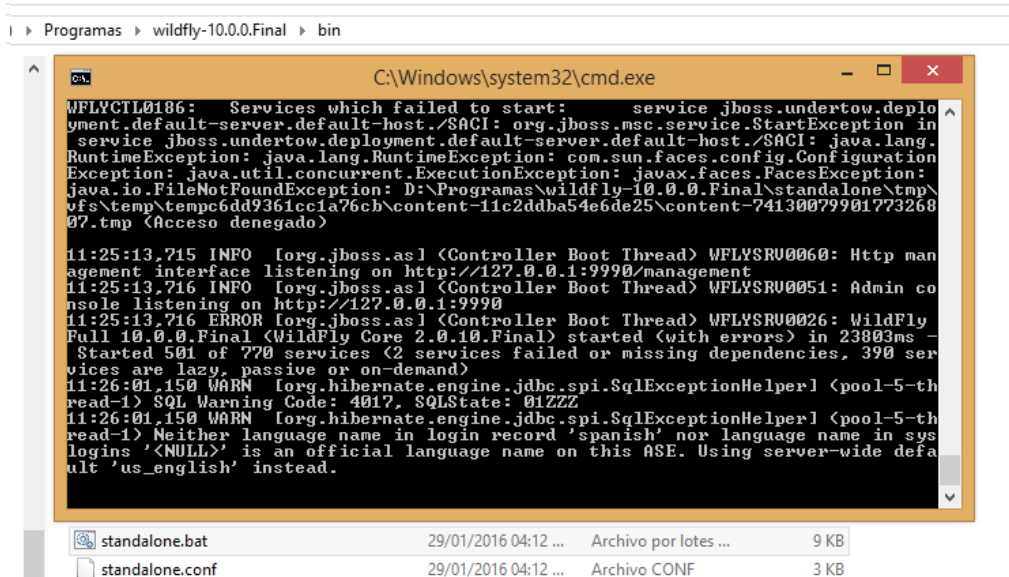 Programas wildfly-10.0.0.Final bin
C:\Windows\system32\cmd.exe
WFLYCTL0186:   Services which failed to start:      service jboss.undertow.deplo
yment.default-server.default-host./SACI: org.jboss.msc.service.StartException in
 service jboss.undertow.deployment.default-server.default-host./SACI: java.lang.
RuntimeException: java.lang.RuntimeException: com.sun.faces.config.Configuration
Exception: java.util.concurrent.ExecutionException: javax.faces.FacesException:
java.io.FileNotFoundException: D:\Programas\wildfly-10.0.0.Final\standalone\tmp\
vfs\temp\tempc6dd9361cc1a76cb\content-11c2ddba54e6de25\content-74130079901773268
07.tmp (Acceso denegado)
11:25:13,715 INFO  [org.jboss.as] (Controller Boot Thread) WFLYSRV0060: Http man
agement interface listening on http://127.0.0.1:9990/management
11:25:13,716 INFO  [org.jboss.as] (Controller Boot Thread) WFLYSRV0051: Admin co
nsole listening on http://127.0.0.1:9990
11:25:13,716 ERROR [org.jboss.as] (Controller Boot Thread) WFLYSRV0026: WildFly
Full 10.0.0.Final (WildFly Core 2.0.10.Final) started (with errors) in 23803ms -
 Started 501 of 770 services (2 services failed or missing dependencies, 390 ser
vices are lazy, passive or on-demand)
11:26:01,150 WARN  [org.hibernate.engine.jdbc.spi.SqlExceptionHelper] (pool-5-th
read-1) SQL Warning Code: 4017, SQLState: 01ZZZ
11:26:01,150 WARN  [org.hibernate.engine.jdbc.spi.SqlExceptionHelper] (pool-5-th
read-1) Neither language name in login record 'spanish' nor language name in sys
logins '<NULL>' is an official language name on this ASE. Using server-wide defa
ult 'us_english' instead.
standalone.bat 29/01/2016 04:12 ... Archivo por lotes ... 9 KB
standalone.conf 29/01/2016 04:12 ... Archivo CONF 3 KB